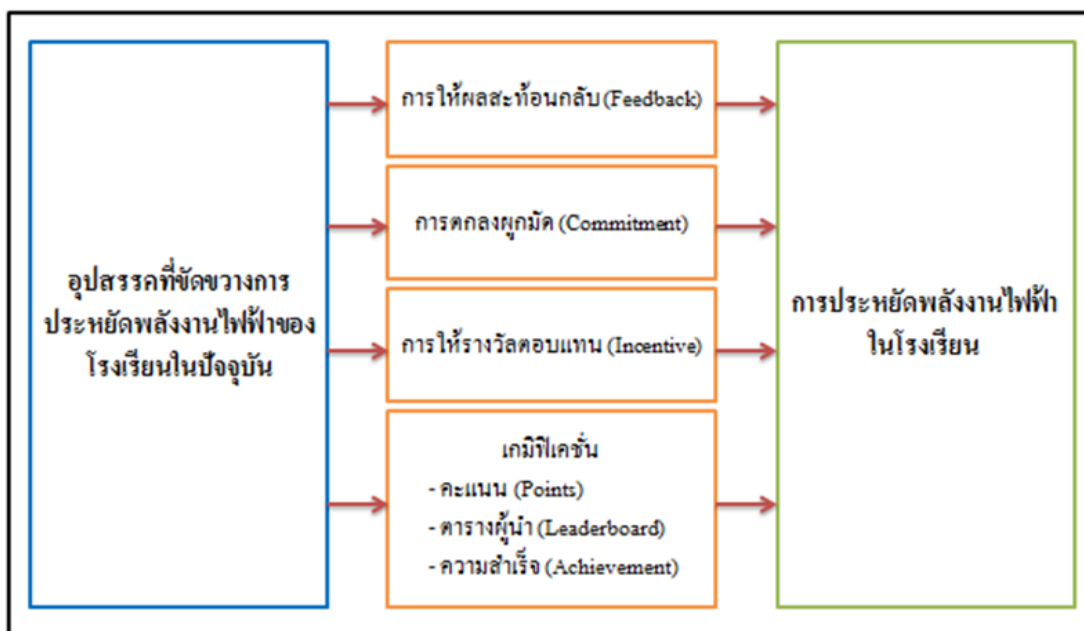 อุปสรรคที่ขัดขวางการ
ประหยัดพลังงานไฟฟ้าของ
โรงเรียนในปัจจุบัน
การให้ผลสะท้อนกลับ (Feedback)
การตกลงผูกมัด (Commitment)
การให้รางวัลตอบแทน (Incentive)
เกมิฟิเคชั่น
- คะแนน (Points)
- ตารางผู้นำ (Leaderboard)
- ความสำเร็จ (Achievement)
การประหยัดพลังงานไฟฟ้า
ในโรงเรียน